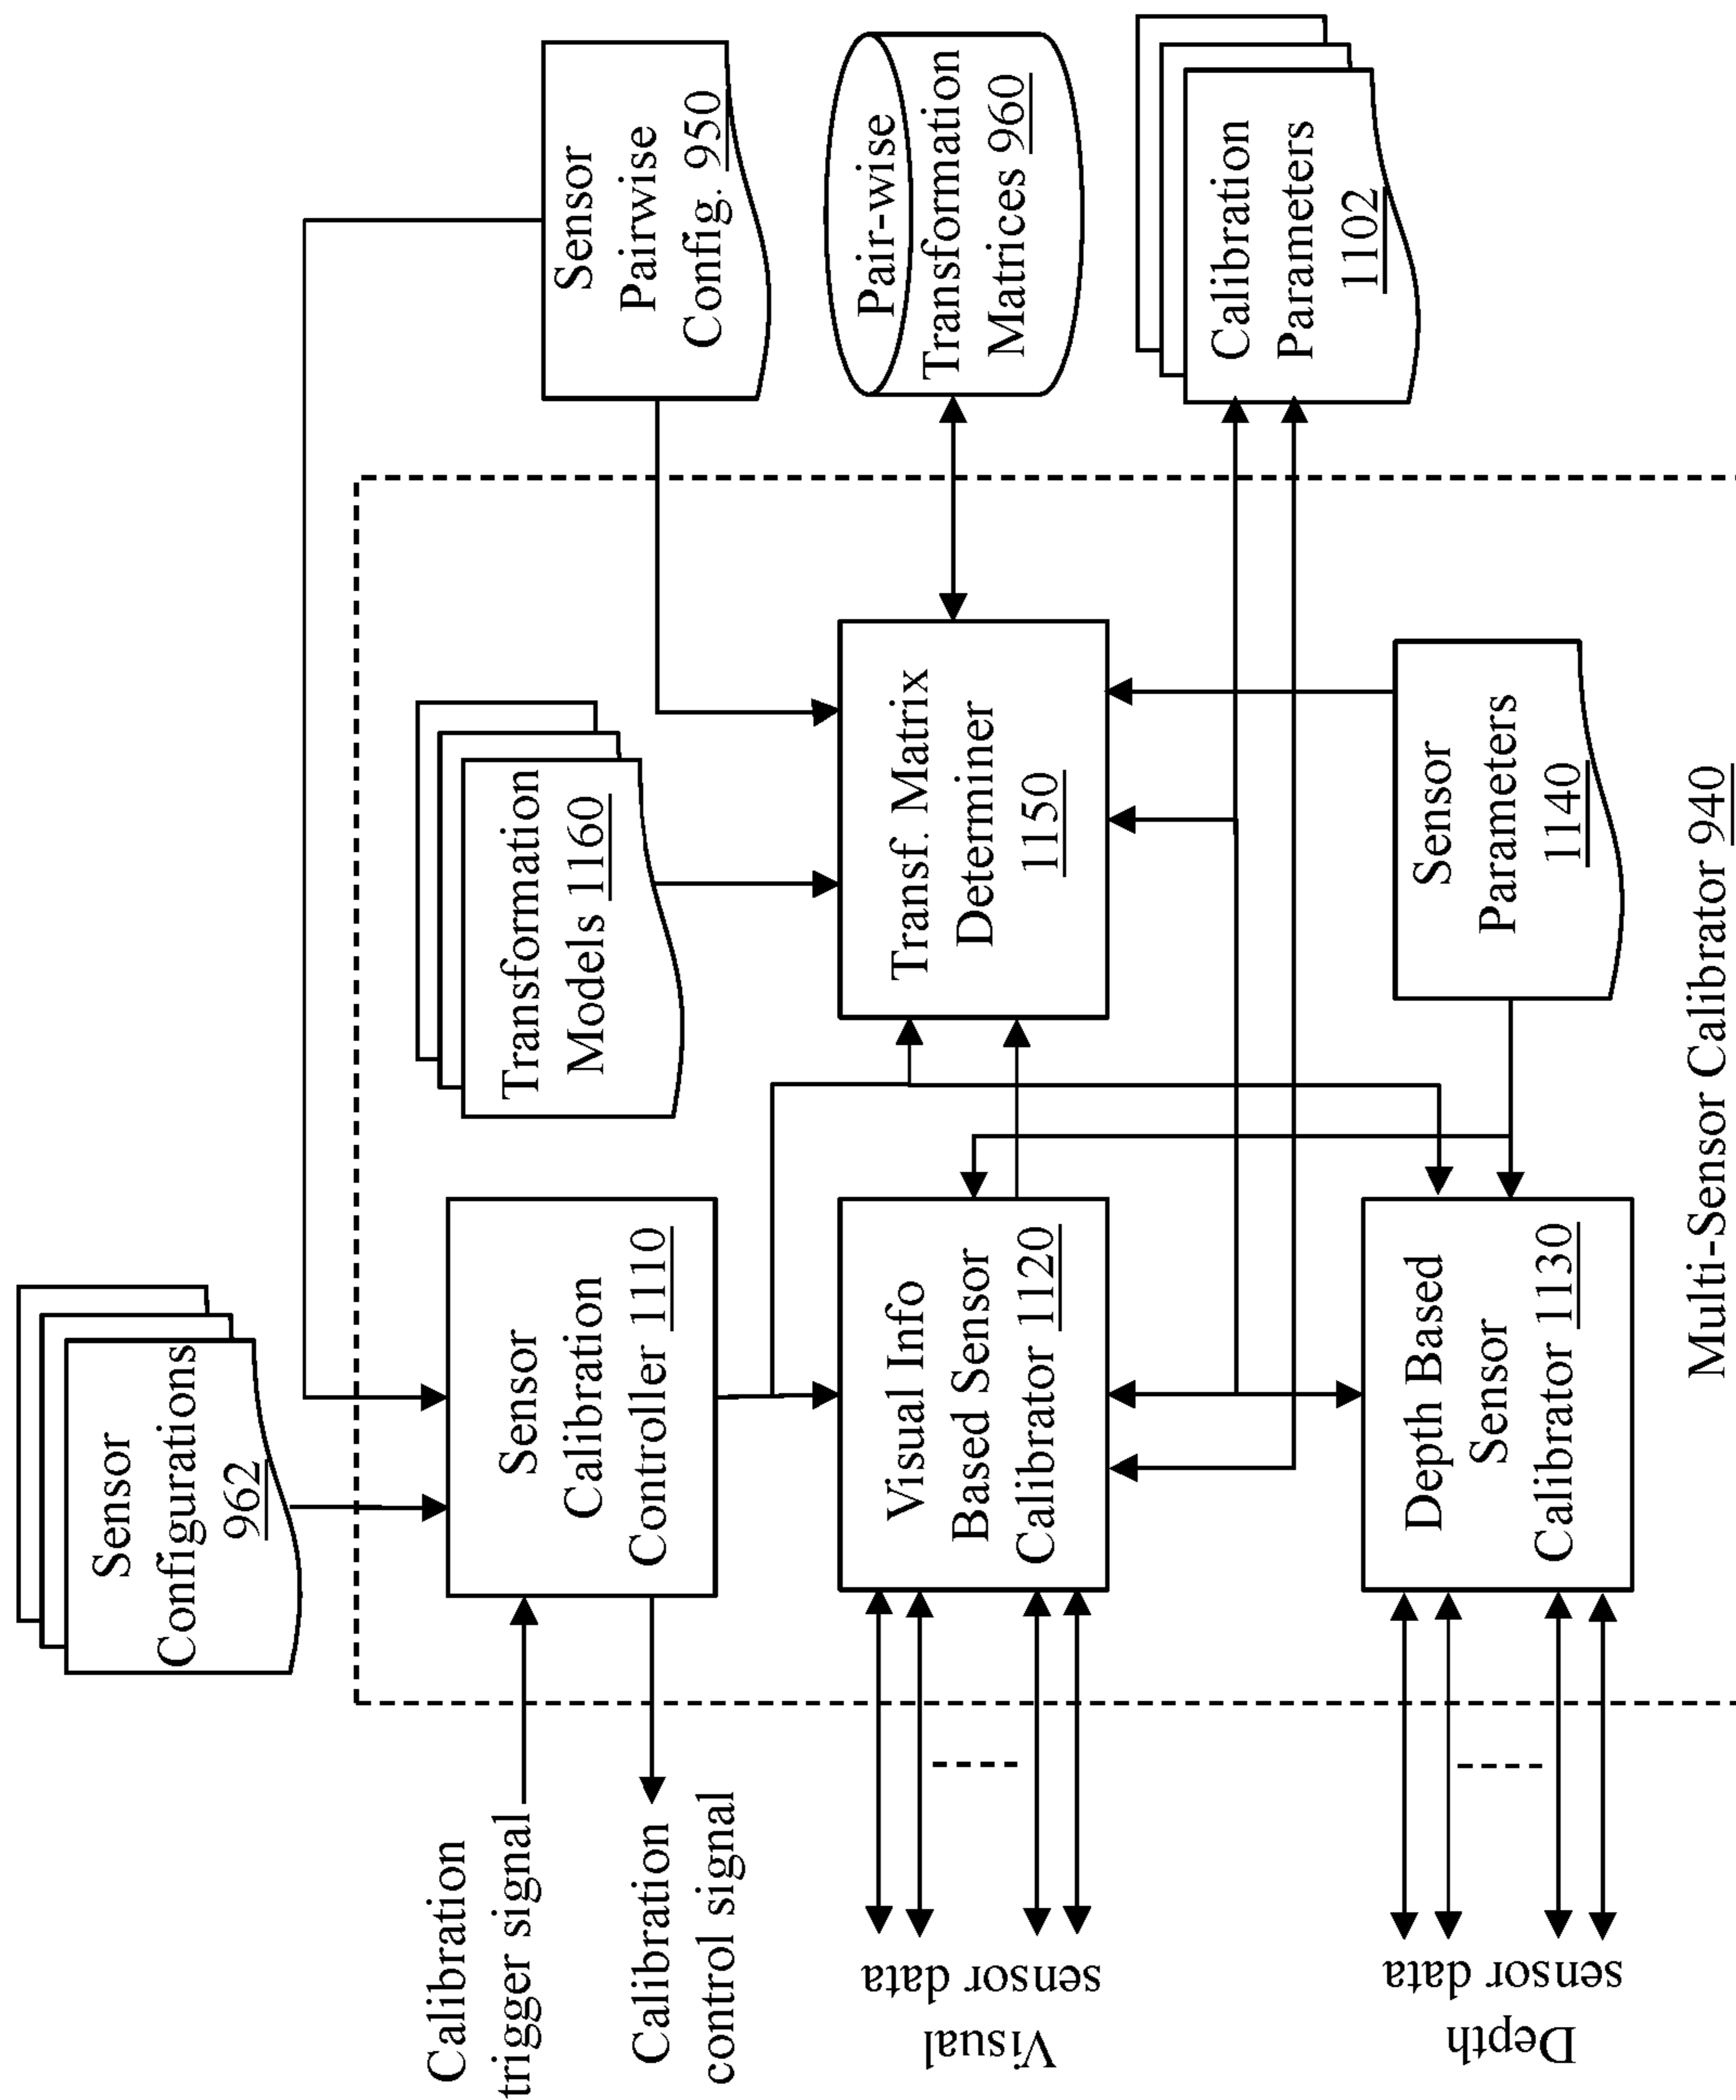 Sensor
Configurations
962
Sensor
Pairwise
Config. 950
Transformation
Models 1160
Calibration
trigger signal
Calibration
control signal
Sensor
Calibration
Controller 1110
Pair-wise
Transformation
Matrices 960
Transf. Matrix
Determiner
1150
Visual Info
Based Sensor
Calibrator 1120
Visual
sensor data
Calibration
Parameters
1102
Sensor
Parameters
1140
Depth Based
Sensor
Calibrator 1130
Depth
sensor data
Multi-Sensor Calibrator 940